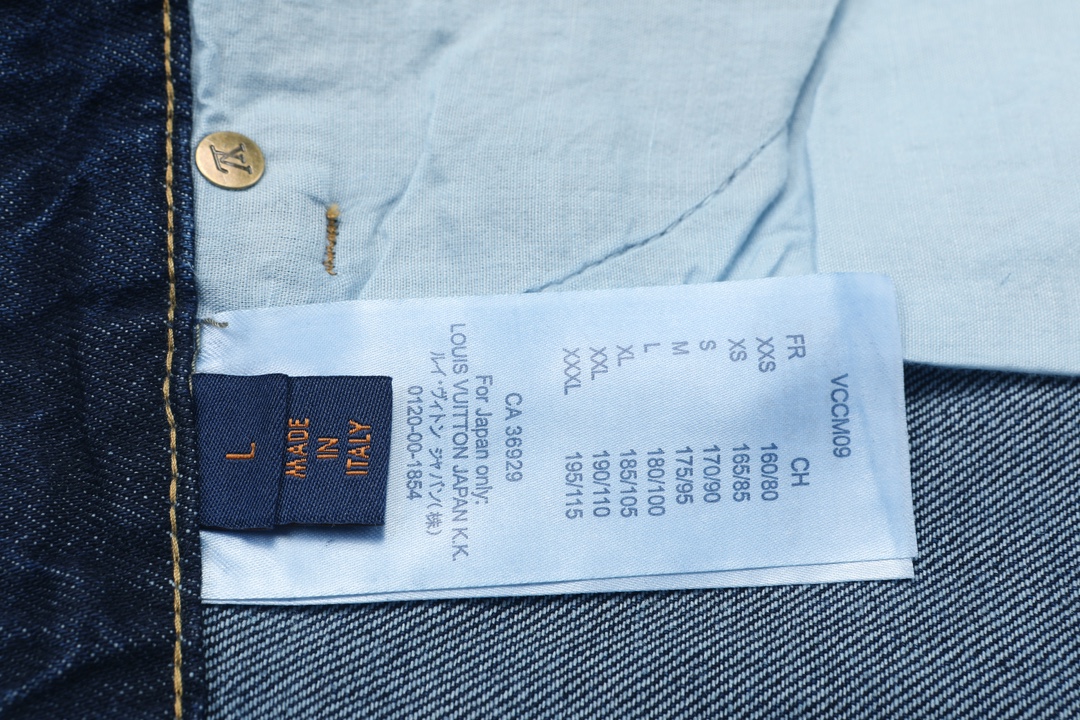 LV
L
MADE
IN
ITALY
VCCM09
FR CH
XXS 160/80
XS 165/85
S 170/90
M 175/95
L 180/100
XL 185/105
XXL 190/110
XXXL 195/115
CA 36929
For Japan only:
LOUIS VUITTON JAPAN K.K.
ルイ・ヴィトン ジャパン(株)
0120-00-1854